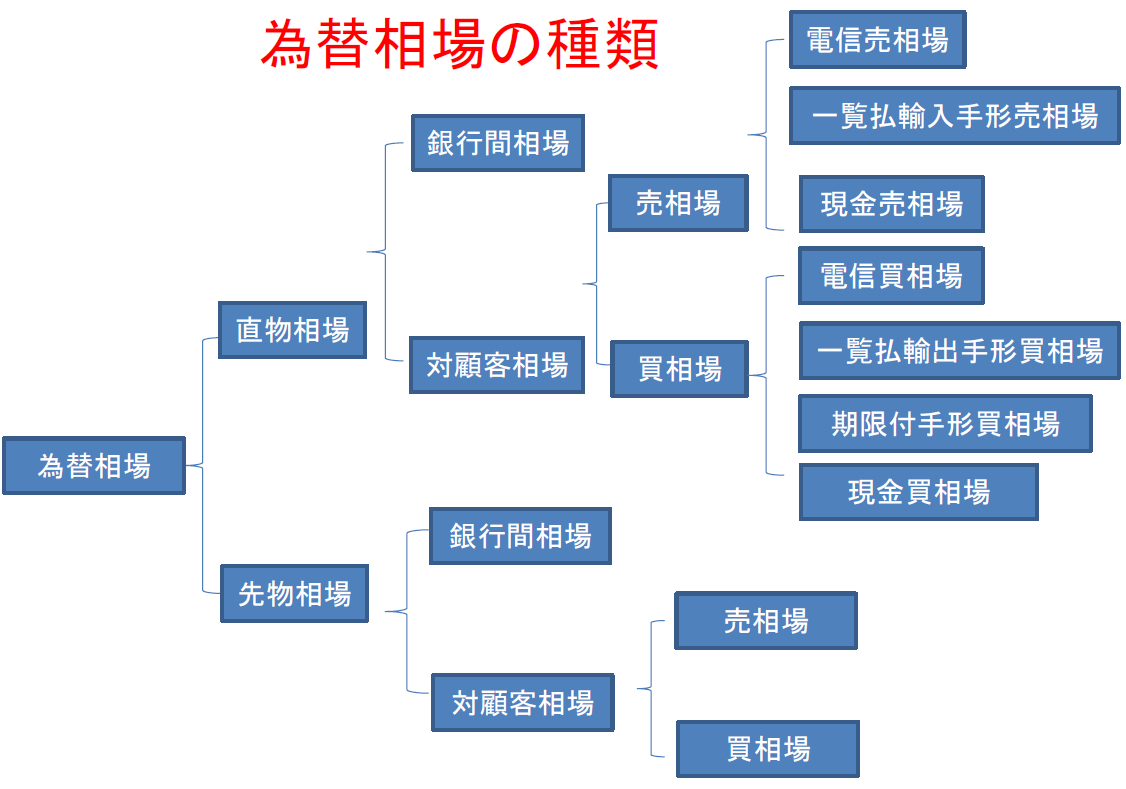 為替相場の種類
電信売相場
一覧払輸入手形売相場
銀行間相場
売相場
現金売相場
電信買相場
直物相場
一覧払輸出手形買相場
対顧客相場
買相場
期限付手形買相場
為替相場
現金買相場
銀行間相場
先物相場
売相場
対顧客相場
買相場